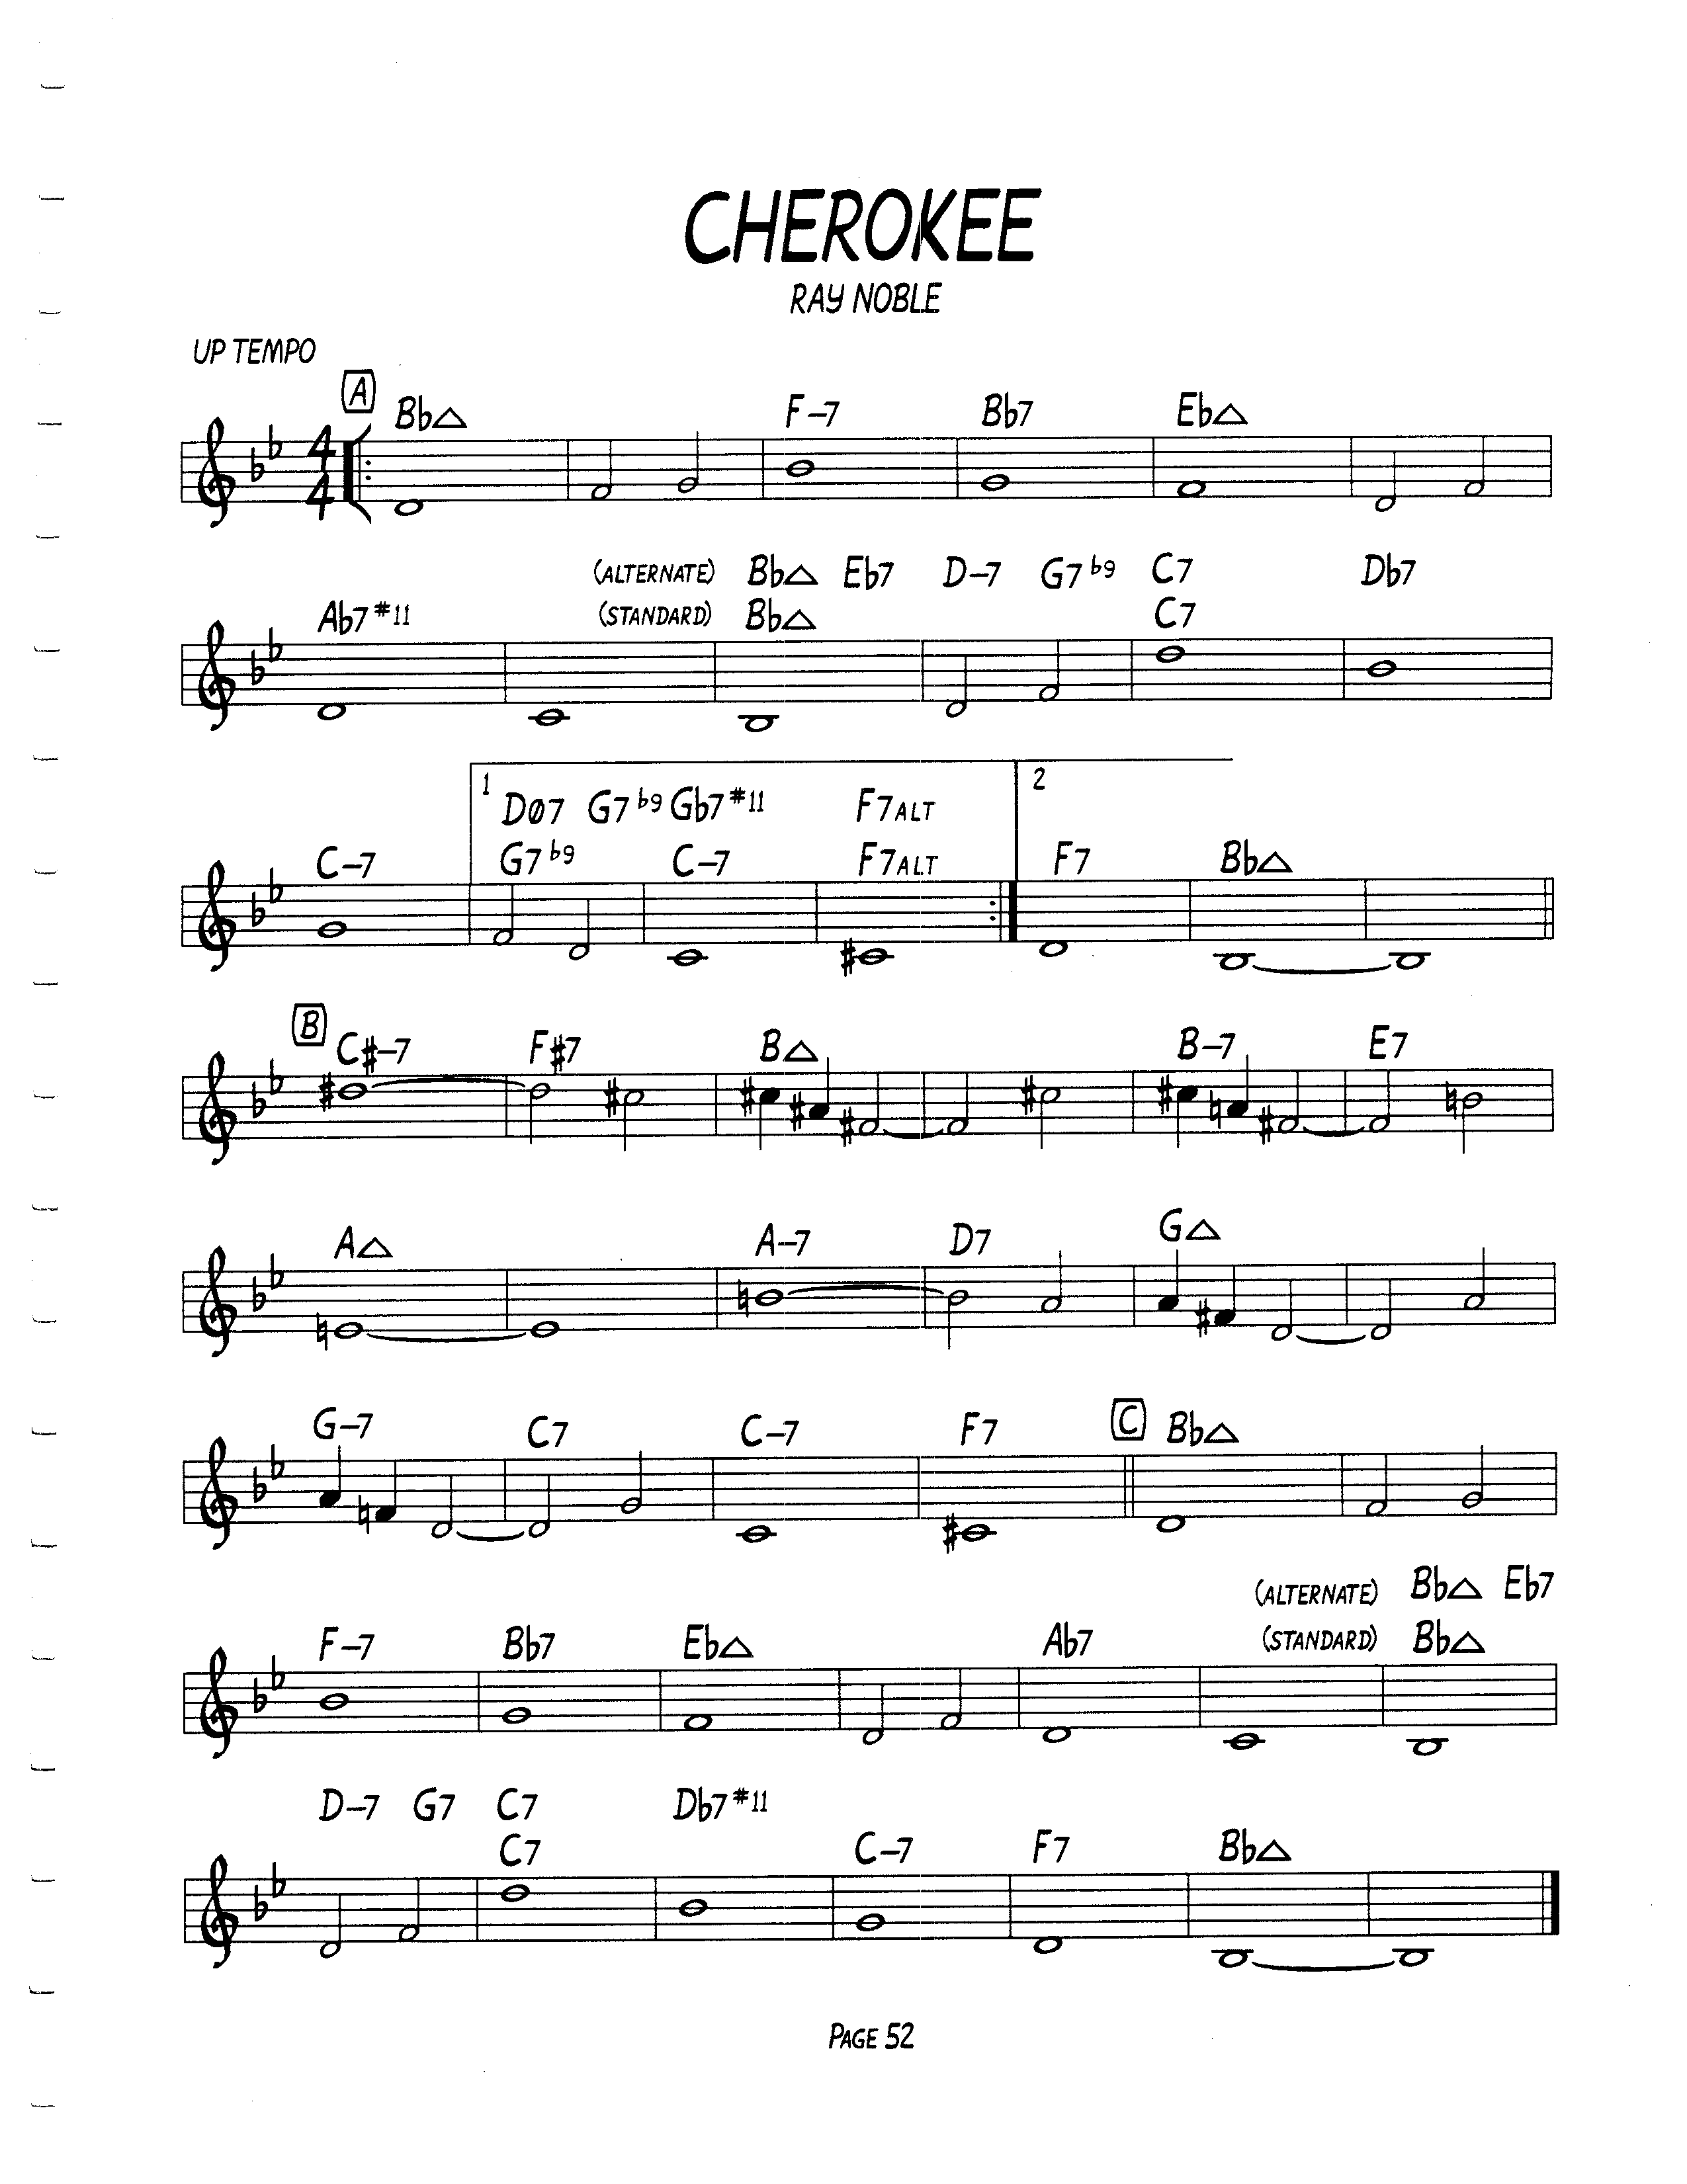 CHEROKEE
RAY NOBLE
UP TEMPO
A
Bb△ F-7 Bb7 Eb△
4
4
(ALTERNATE) Bb△ Eb7 D-7 G7 b9 C7 Db7
Ab7 #11 (STANDARD) Bb△ C7
1 2
Dø7 G7 b9 Gb7 #11 F7ALT
C-7 G7 b9 C-7 F7ALT F7 Bb△
B
C#-7 F#7 B△ B-7 E7
A△ A-7 D7 G△
G-7 C7 C-7 F7 C Bb△
(ALTERNATE) Bb△ Eb7
F-7 Bb7 Eb△ Ab7 (STANDARD) Bb△
D-7 G7 C7 Db7 #11
C7 C-7 F7 Bb△
PAGE 52